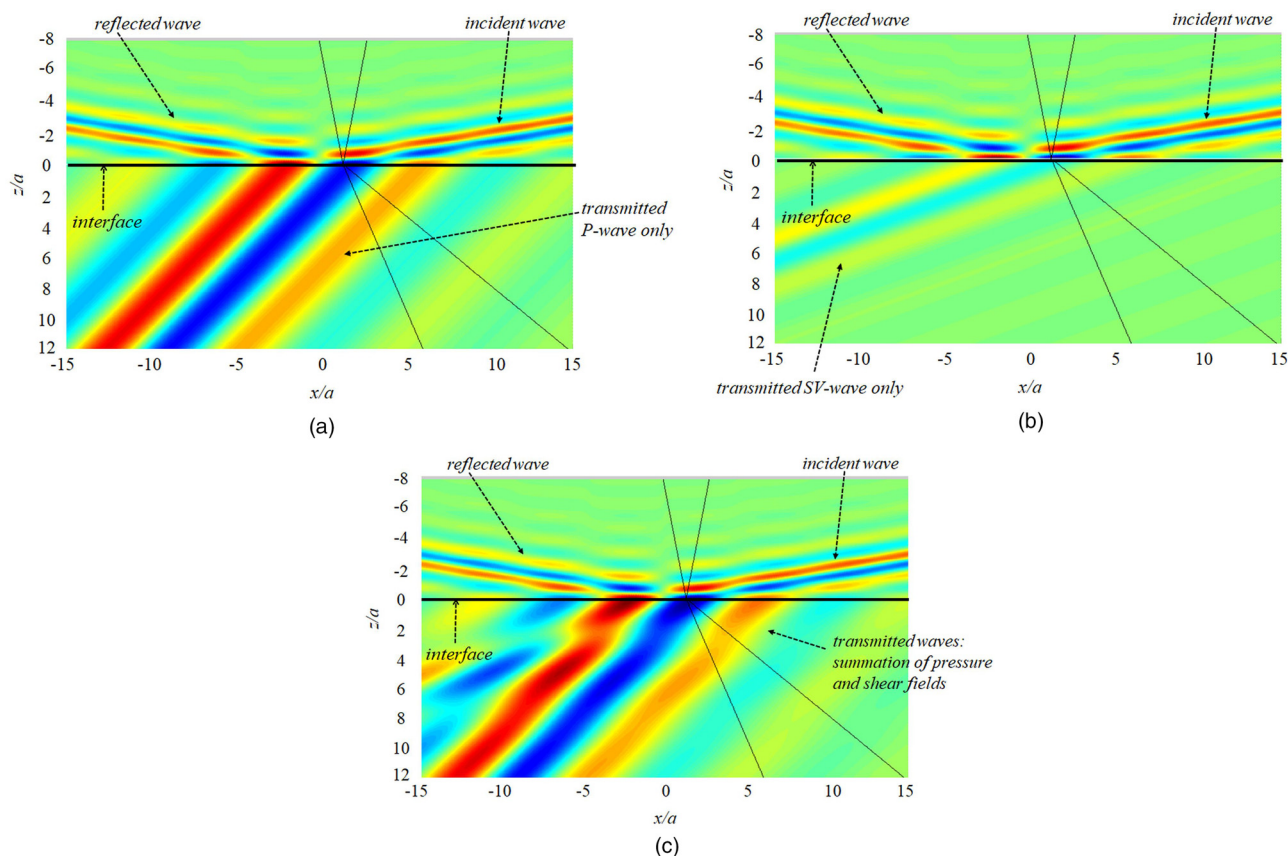 reflected wave
incident wave
-8
-6
-4
-2
0
2
4
6
8
10
12
z/a
interface
transmitted
P-wave only
-15
-10
-5
0
5
10
15
x/a
(a)
reflected wave
incident wave
-8
-6
-4
-2
0
2
4
6
8
10
12
z/a
interface
-15
-10
-5
0
5
10
15
transmitted SV-wave only
x/a
(b)
reflected wave
incident wave
-8
-6
-4
-2
0
2
4
6
8
10
12
z/a
interface
transmitted waves:
summation of pressure
and shear fields
-15
-10
-5
0
5
10
15
x/a
(c)